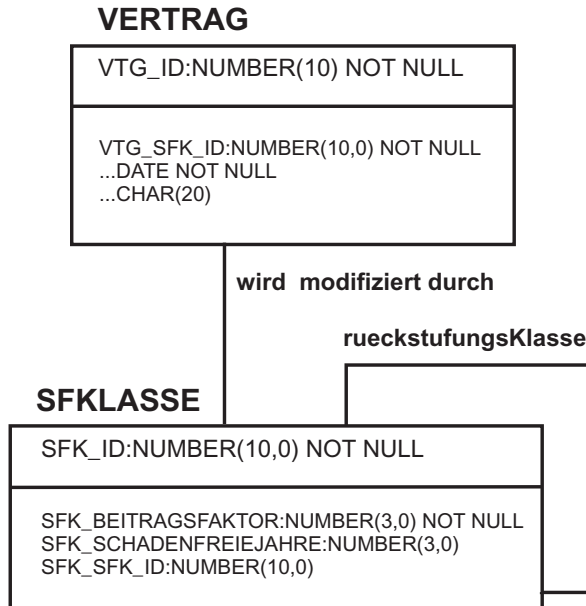 VERTRAG
VTG_ID:NUMBER(10) NOT NULL
VTG_SFK_ID:NUMBER(10,0) NOT NULL
...DATE NOT NULL
...CHAR(20)
wird modifiziert durch
rueckstufungsKlasse
SFKLASSE
SFK_ID:NUMBER(10,0) NOT NULL
SFK_BEITRAGSFAKTOR:NUMBER(3,0) NOT NULL
SFK_SCHADENFREIEJAHRE:NUMBER(3,0)
SFK_SFK_ID:NUMBER(10,0)